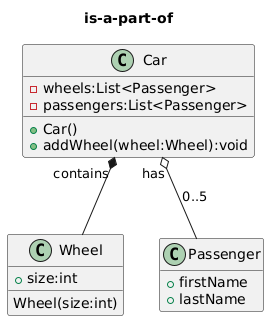 is-a-part-of
C Car
wheels:List<Passenger>
passengers:List<Passenger>
Car()
addWheel(wheel:Wheel):void
contains has
0..5
C Wheel
size:int
Wheel(size:int)
C Passenger
firstName
lastName